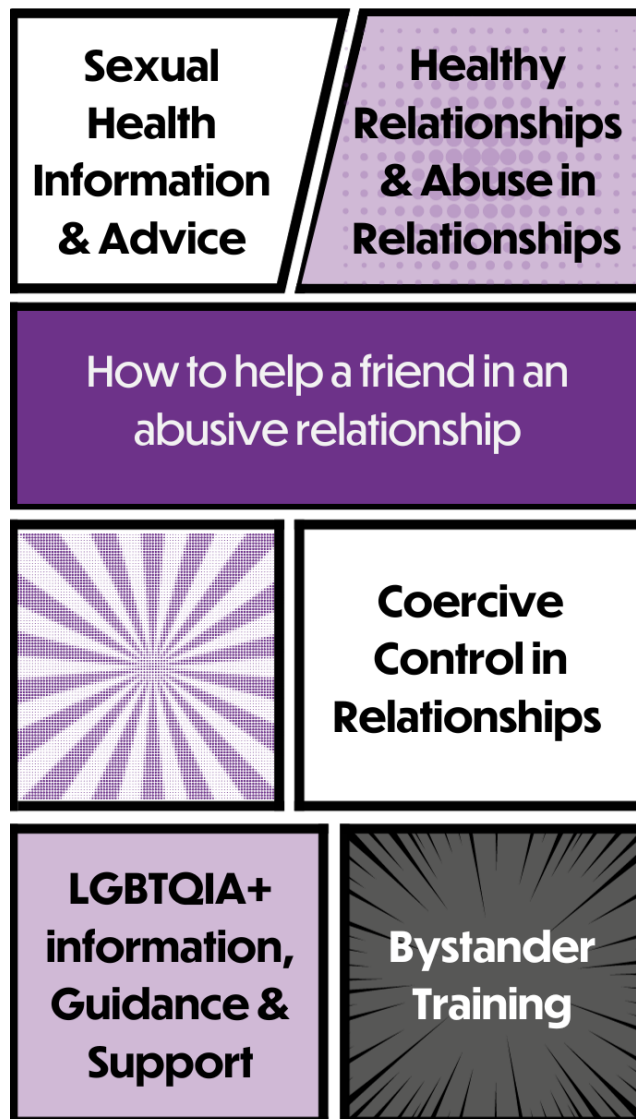 Sexual
Health
Information
& Advice
Healthy
Relationships
& Abuse in
Relationships
How to help a friend in an
abusive relationship
Coercive
Control in
Relationships
LGBTQIA+
information,
Guidance &
Support
Bystander
Training